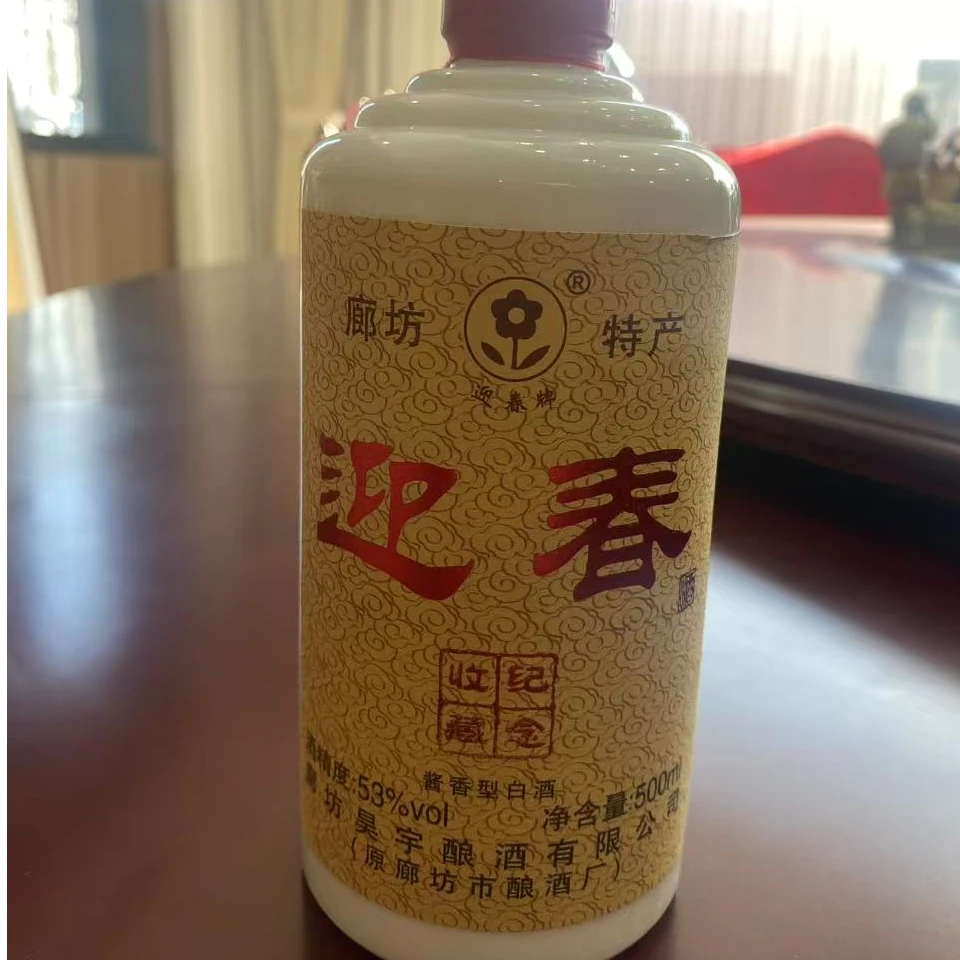 廊坊 ® 特产
迎春牌
迎春
酒
纪念
收藏
酱香型白酒
酒精度:53%vol 净含量:500ml
廊坊昊宇酿酒有限公司
(原廊坊市酿酒厂)